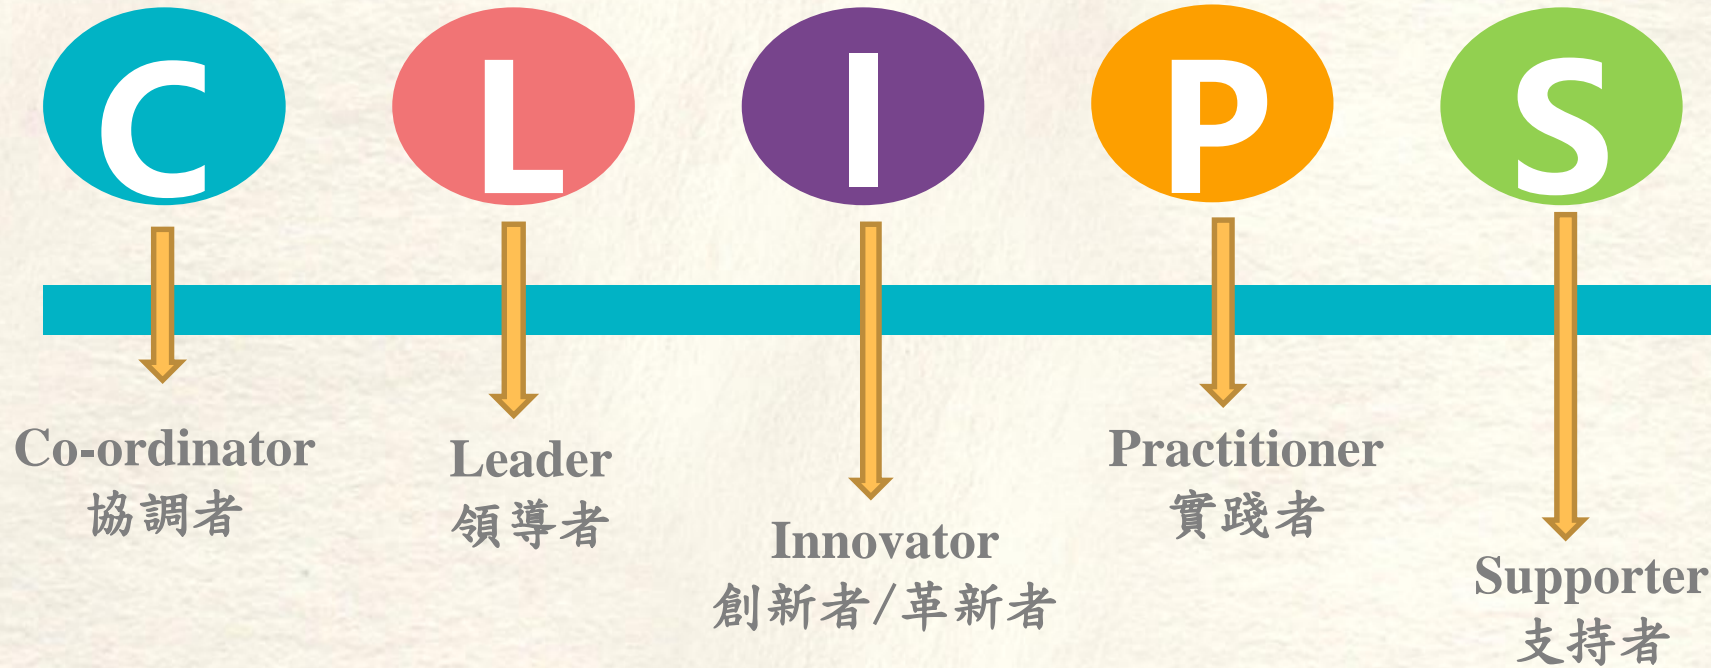 C
L
I
P
S
Co-ordinator
協調者
Leader
領導者
Innovator
創新者/革新者
Practitioner
實踐者
Supporter
支持者